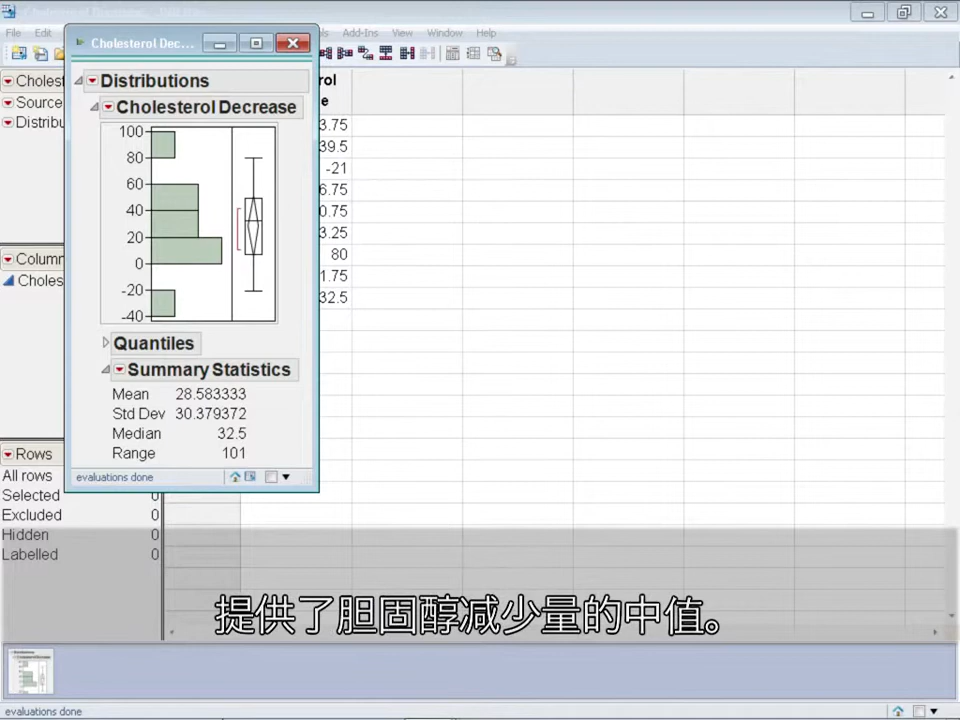 File Edit Add-Ins View Window Help
Cholesterol Dec...
Distributions
Cholesterol Decrease
100
80
60
40
20
0
-20
-40
Quantiles
Summary Statistics
Mean 28.583333
Std Dev 30.379372
Median 32.5
Range 101
evaluations done
Cholest
Source
Distribu
rol
e
3.75
39.5
-21
6.75
0.75
3.25
80
1.75
32.5
Column
Choles
Rows
All rows
Selected 0
Excluded 0
Hidden 0
Labelled 0
提供了胆固醇减少量的中值。
evaluations done